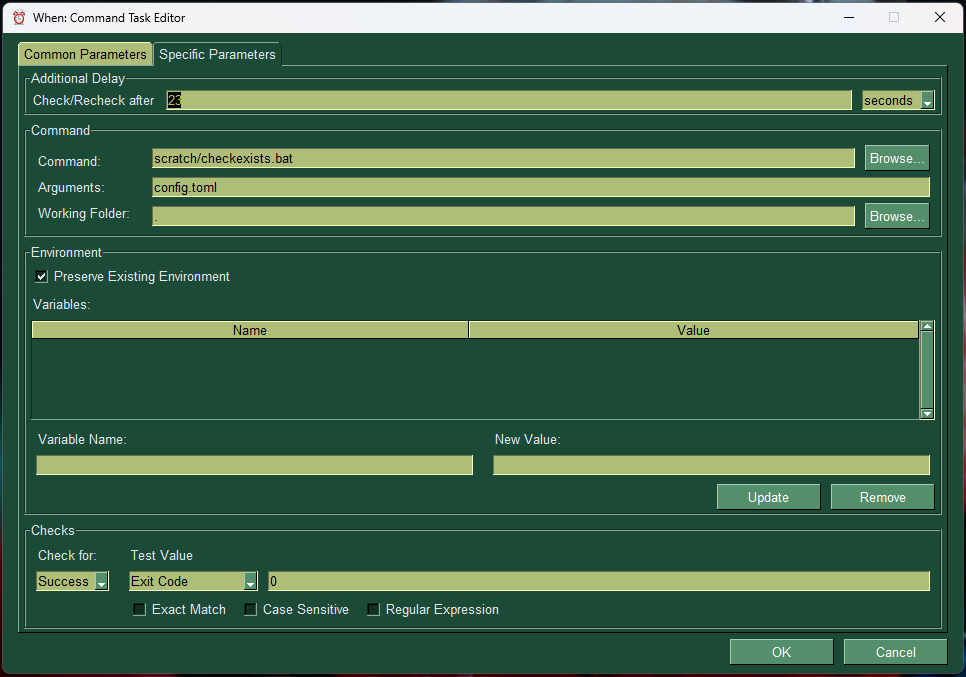 When: Command Task Editor
Common Parameters Specific Parameters
Additional Delay
Check/Recheck after 23 seconds
Command
Command: scratch/checkexists.bat Browse...
Arguments: config.toml
Working Folder: . Browse...
Environment
Preserve Existing Environment
Variables:
Name Value
Variable Name: New Value:
Update Remove
Checks
Check for: Test Value
Success Exit Code 0
Exact Match Case Sensitive Regular Expression
OK Cancel